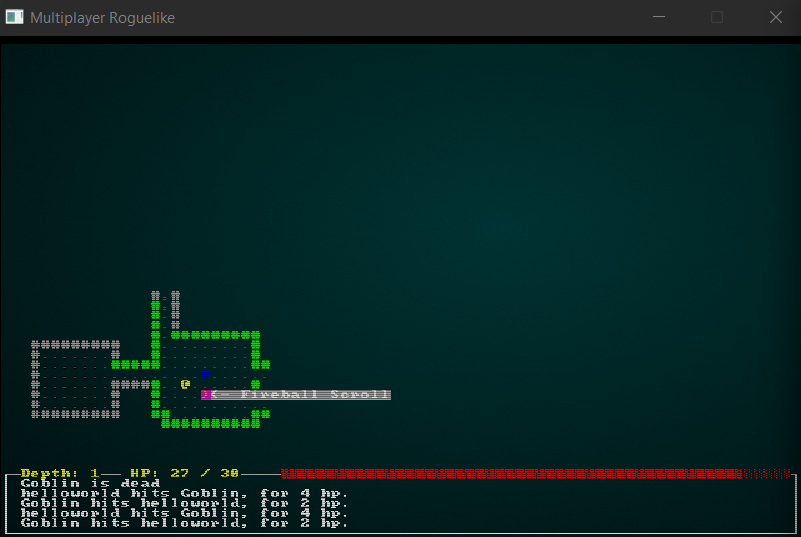 Multiplayer Roguelike
@
<— Fireball Scroll
Depth: 1 HP: 27 / 30
Goblin is dead
helloworld hits Goblin, for 4 hp.
Goblin hits helloworld, for 2 hp.
helloworld hits Goblin, for 4 hp.
Goblin hits helloworld, for 2 hp.